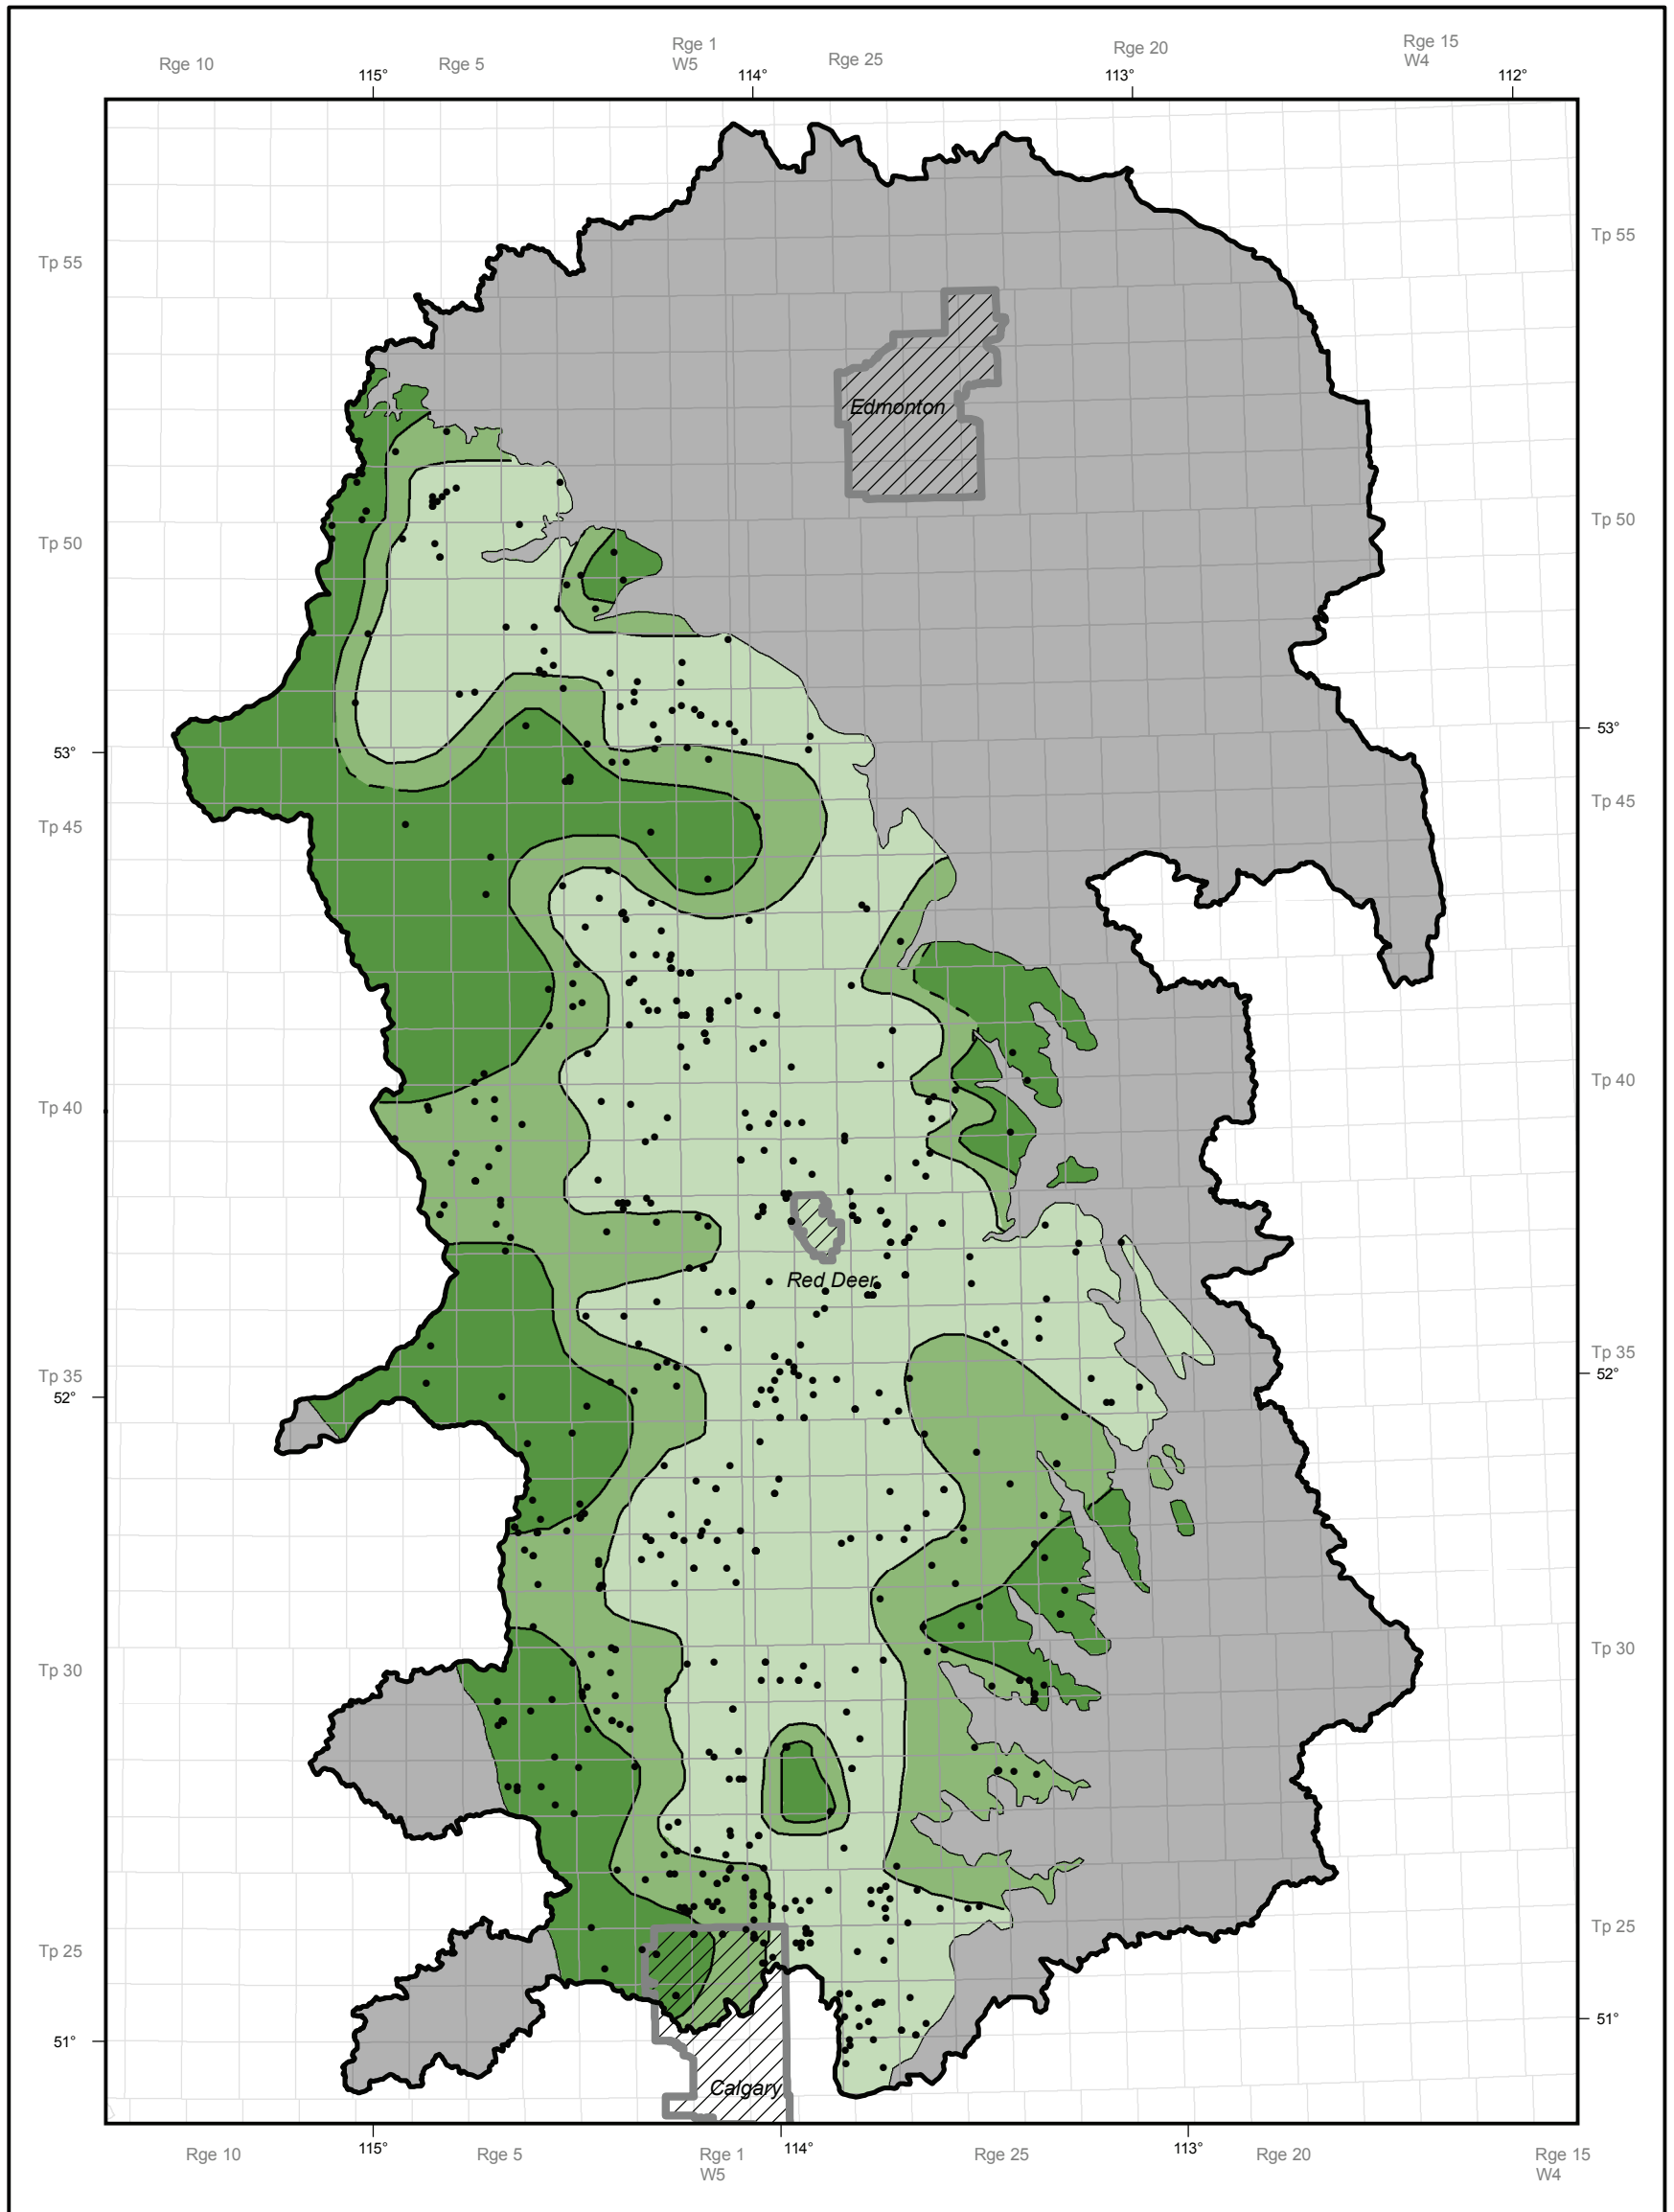 Rge 10
Rge 5
Rge 1
W5
Rge 25
Rge 20
Rge 15
W4
115°
114°
113°
112°
Tp 55
Tp 55
Edmonton
Tp 50
Tp 50
53°
53°
Tp 45
Tp 45
Tp 40
Tp 40
Red Deer
Tp 35
Tp 35
52°
52°
Tp 30
Tp 30
Tp 25
Tp 25
51°
51°
Calgary
115°
114°
113°
Rge 10
Rge 5
Rge 1
W5
Rge 25
Rge 20
Rge 15
W4